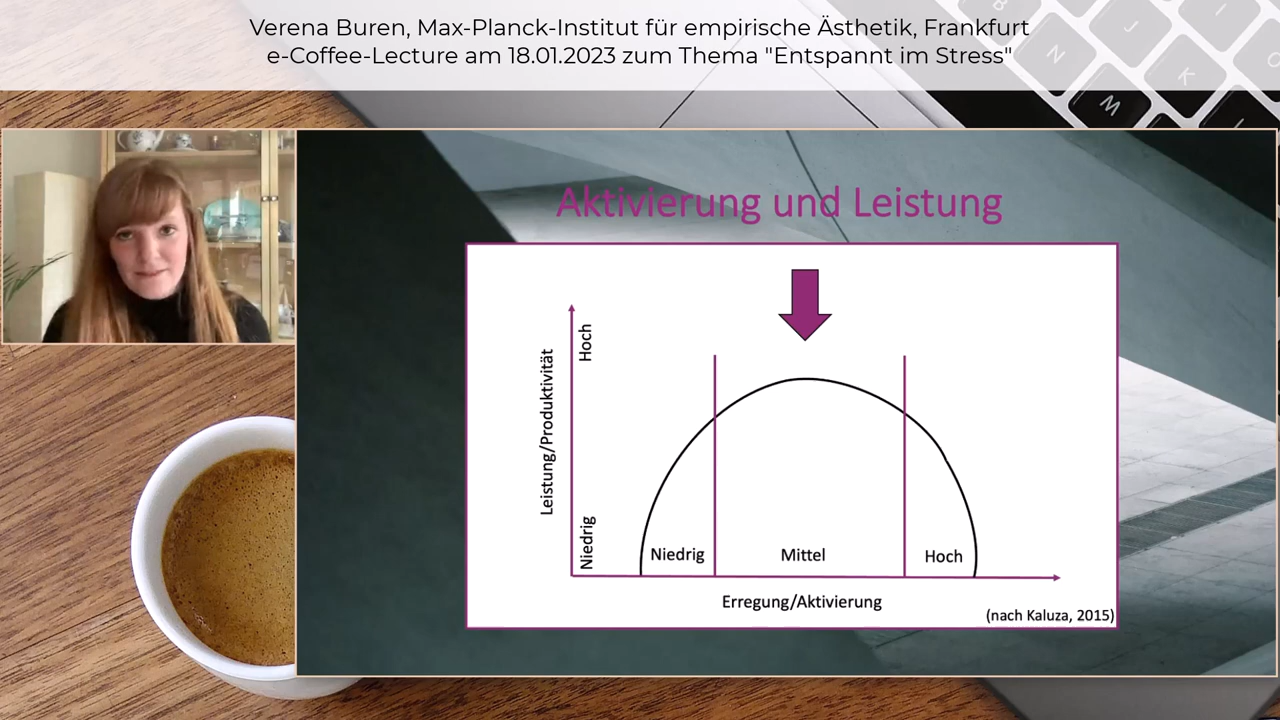 Verena Buren, Max-Planck-Institut für empirische Ästhetik, Frankfurt
e-Coffee-Lecture am 18.01.2023 zum Thema "Entspannt im Stress"
Aktivierung und Leistung
Leistung/Produktivität
Hoch
Niedrig
Niedrig
Mittel
Hoch
Erregung/Aktivierung
(nach Kaluza, 2015)
N
J
K
M